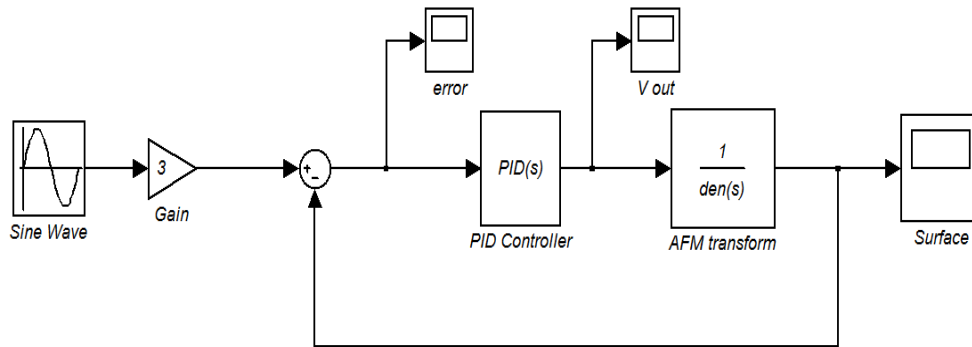 error
V out
3
+
−
PID(s)
1
den(s)
Gain
Sine Wave
PID Controller
AFM transform
Surface